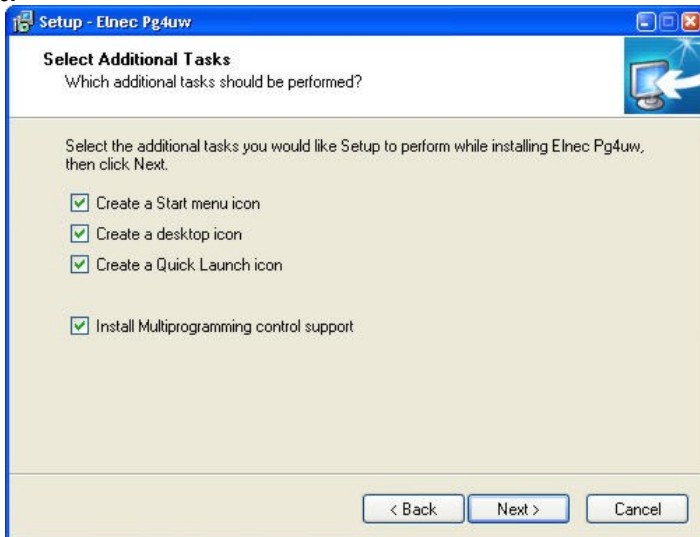 Setup - Elnec Pg4uw
Select Additional Tasks
Which additional tasks should be performed?
Select the additional tasks you would like Setup to perform while installing Elnec Pg4uw,
then click Next.
Create a Start menu icon
Create a desktop icon
Create a Quick Launch icon
Install Multiprogramming control support
< Back Next > Cancel